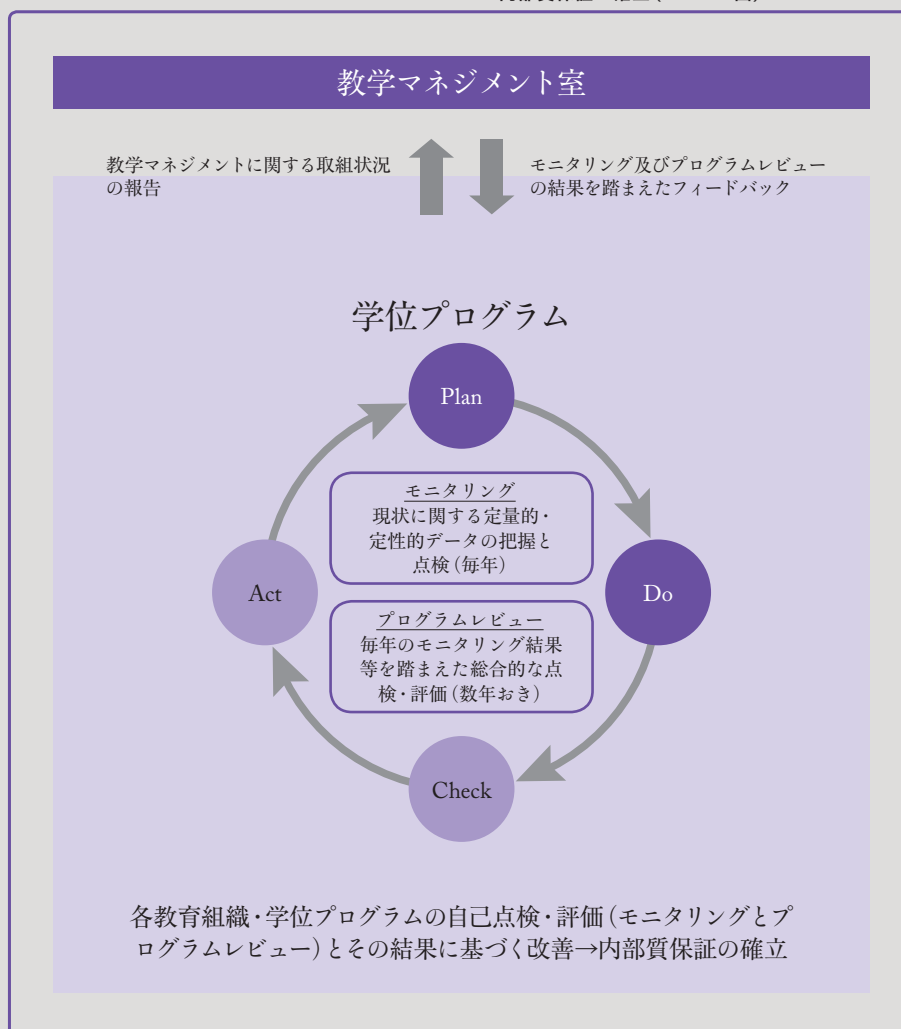 教学マネジメント室
教学マネジメントに関する取組状況
の報告
モニタリング及びプログラムレビュー
の結果を踏まえたフィードバック
学位プログラム
Plan
モニタリング
現状に関する定量的・
定性的データの把握と
点検(毎年)
Act
Do
プログラムレビュー
毎年のモニタリング結果
等を踏まえた総合的な点
検・評価(数年おき)
Check
各教育組織・学位プログラムの自己点検・評価(モニタリングとプ
ログラムレビュー)とその結果に基づく改善→内部質保証の確立